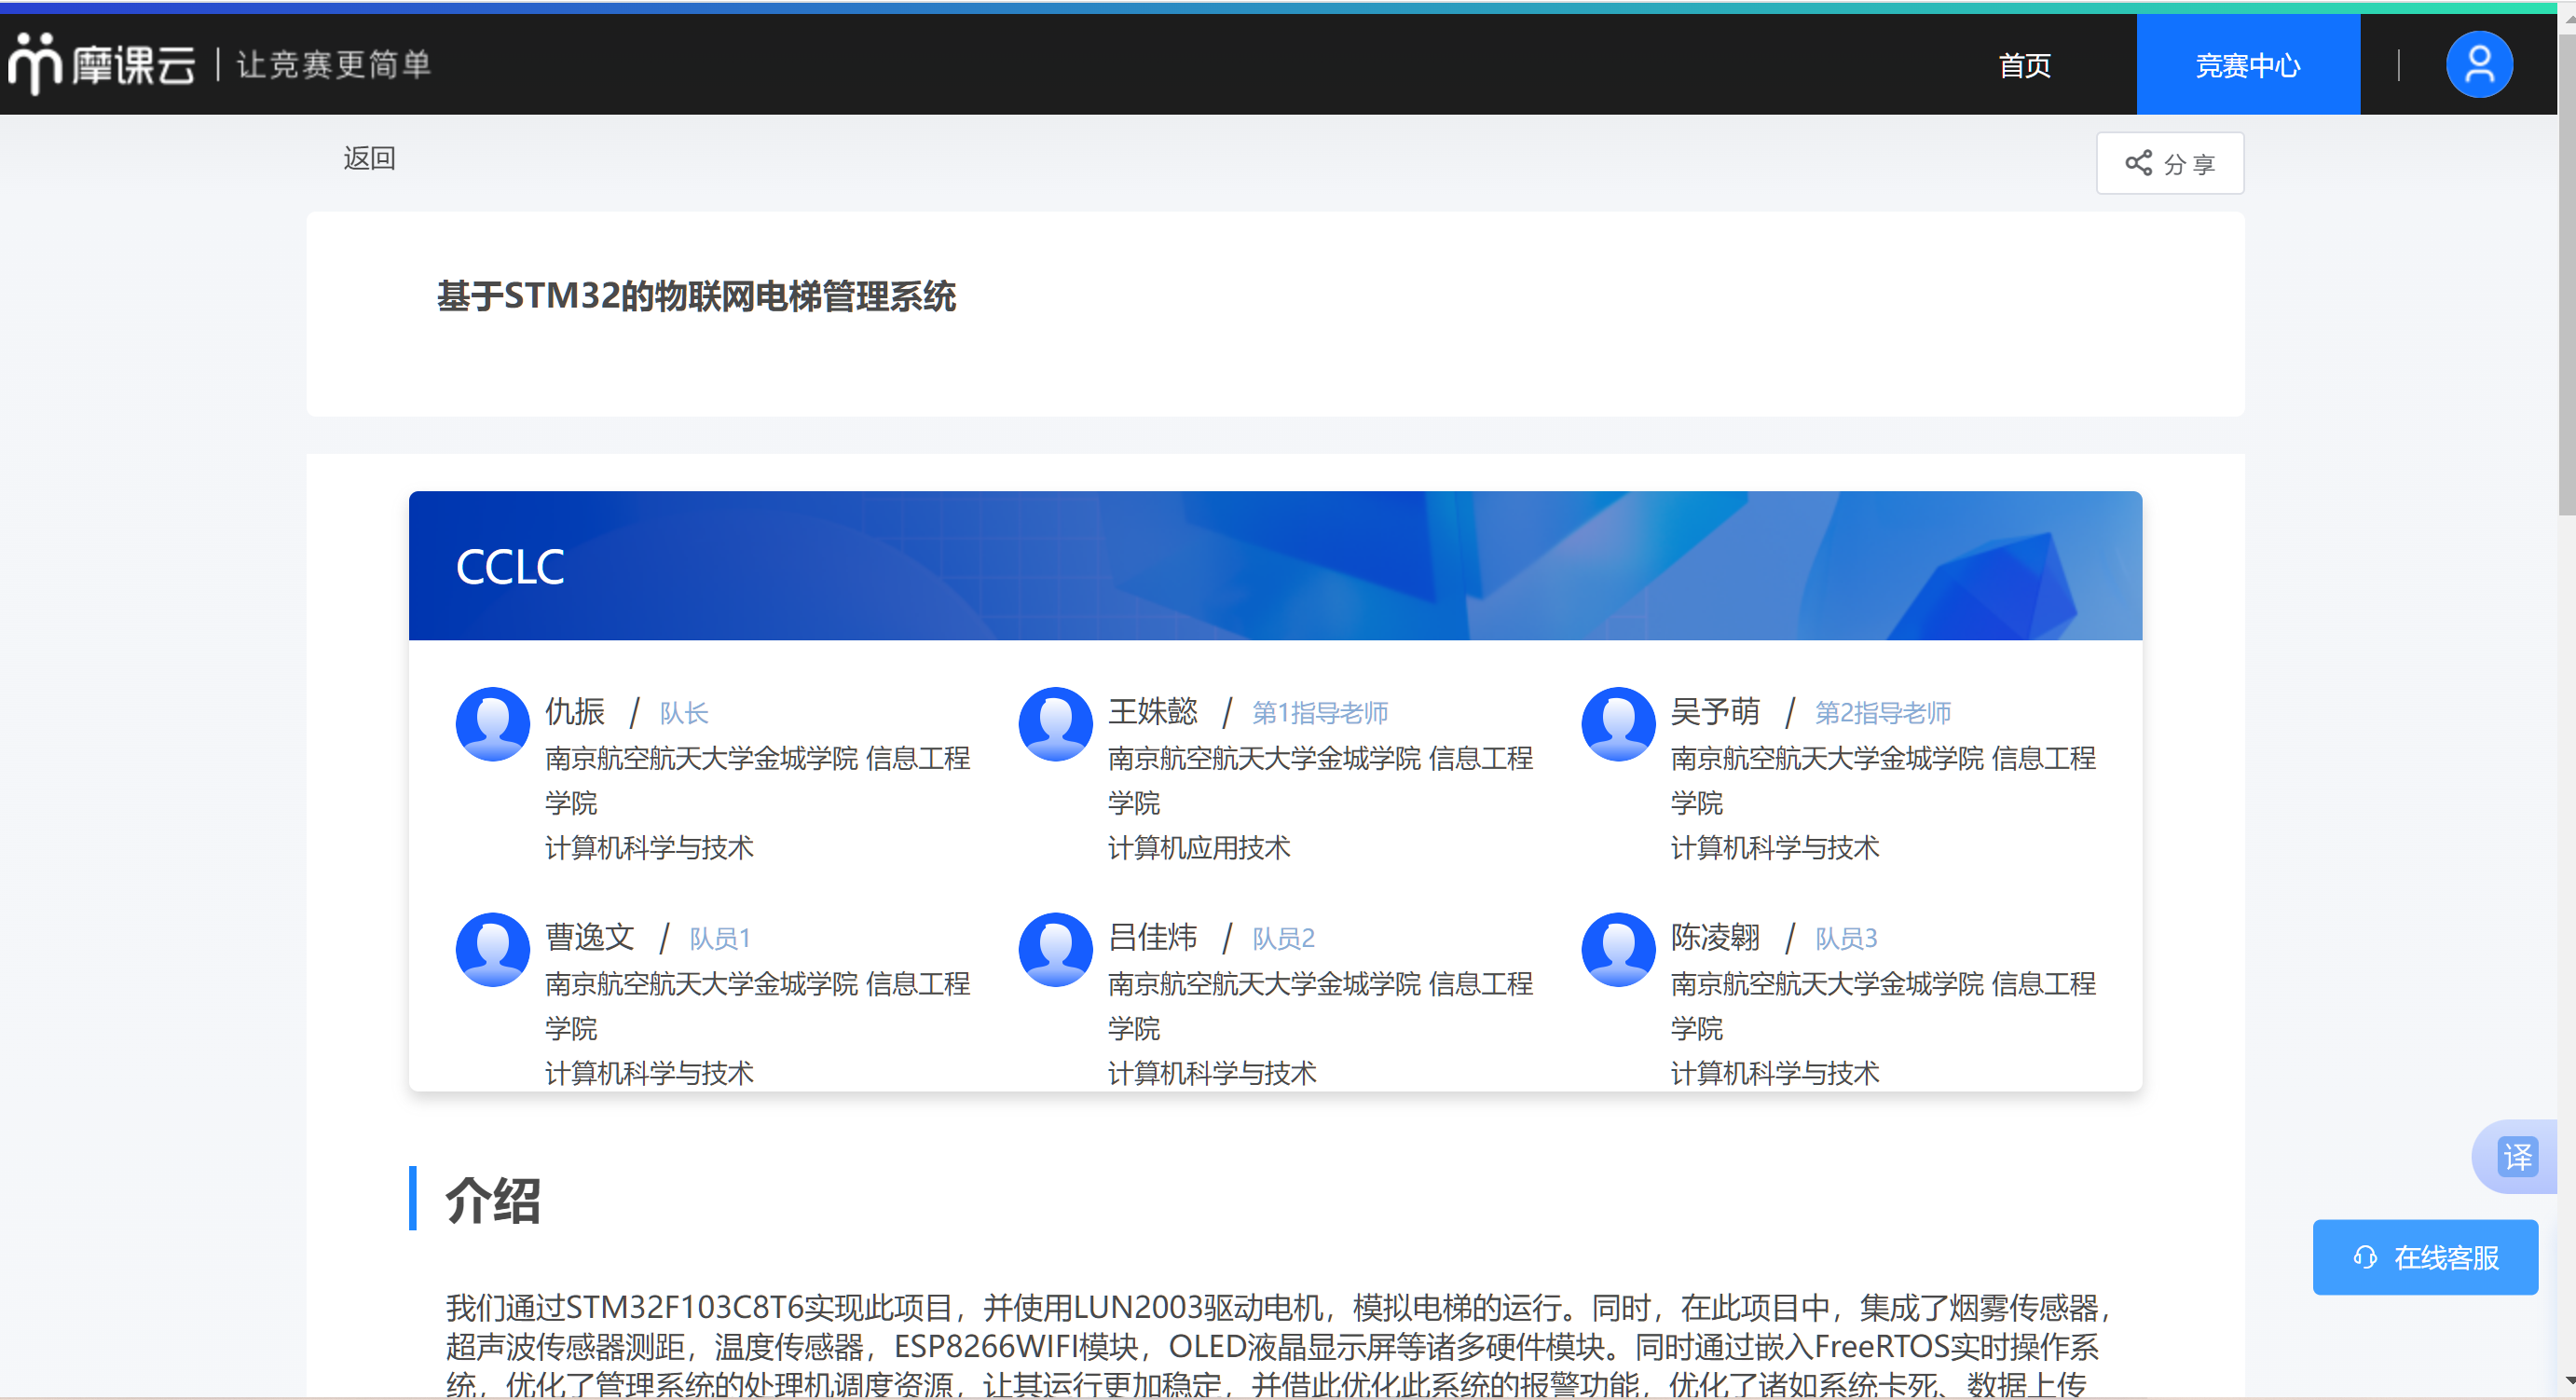 摩课云 | 让竞赛更简单
首页
竞赛中心
返回
分享
基于STM32的物联网电梯管理系统
CCLC
仇振 / 队长
南京航空航天大学金城学院 信息工程
学院
计算机科学与技术
王姝懿 / 第1指导老师
南京航空航天大学金城学院 信息工程
学院
计算机应用技术
吴予萌 / 第2指导老师
南京航空航天大学金城学院 信息工程
学院
计算机科学与技术
曹逸文 / 队员1
南京航空航天大学金城学院 信息工程
学院
计算机科学与技术
吕佳炜 / 队员2
南京航空航天大学金城学院 信息工程
学院
计算机科学与技术
陈凌翱 / 队员3
南京航空航天大学金城学院 信息工程
学院
计算机科学与技术
介绍
译
在线客服
我们通过STM32F103C8T6实现此项目，并使用LUN2003驱动电机，模拟电梯的运行。同时，在此项目中，集成了烟雾传感器，
超声波传感器测距，温度传感器，ESP8266WIFI模块，OLED液晶显示屏等诸多硬件模块。同时通过嵌入FreeRTOS实时操作系
统，优化了管理系统的处理机调度资源，让其运行更加稳定，并借此优化此系统的报警功能，优化了诸如系统卡死、数据上传